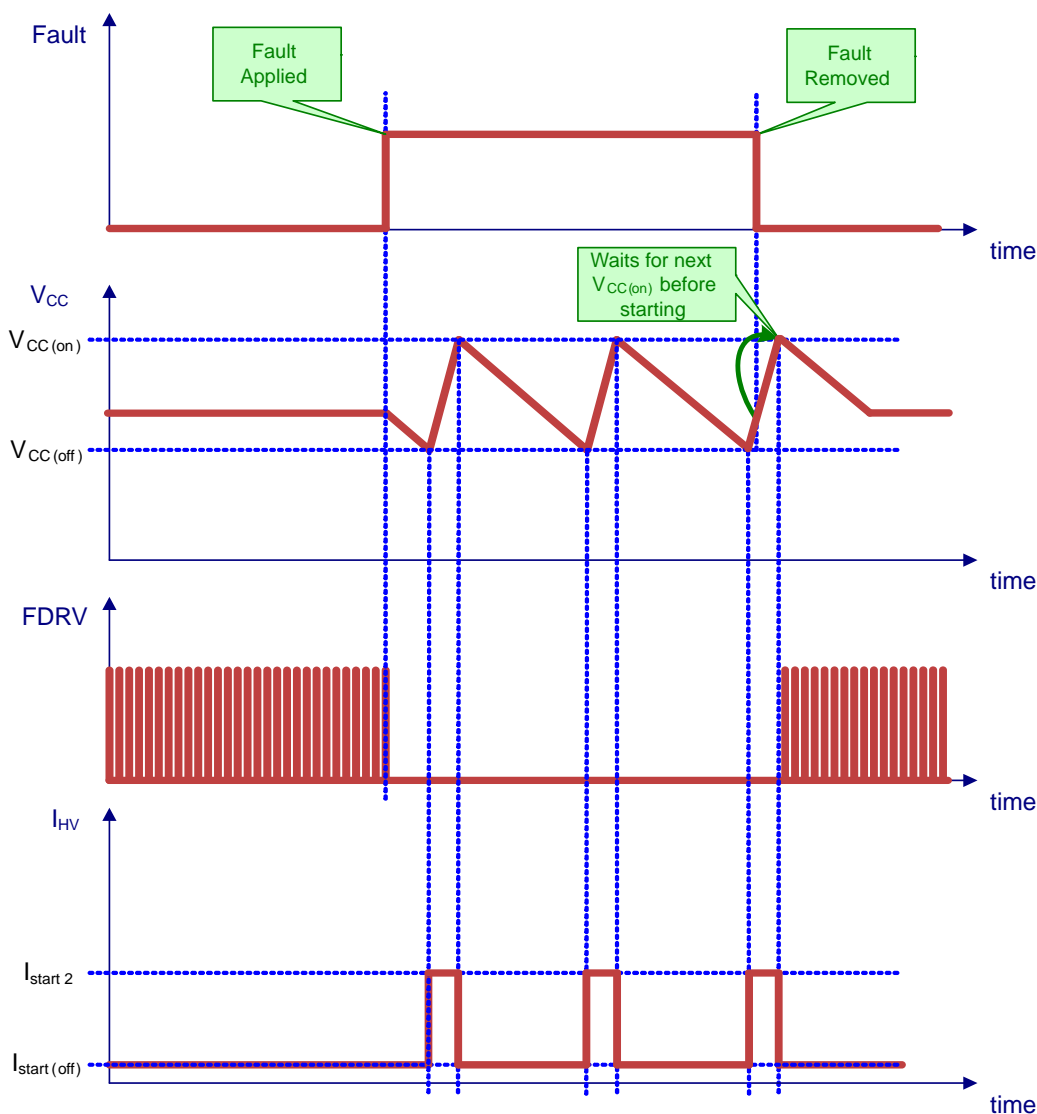 Fault
Fault
Applied
Fault
Removed
time
Waits for next
VCC(on) before
starting
VCC
VCC(on)
VCC(off)
time
FDRV
time
IHV
Istart 2
Istart(off)
time